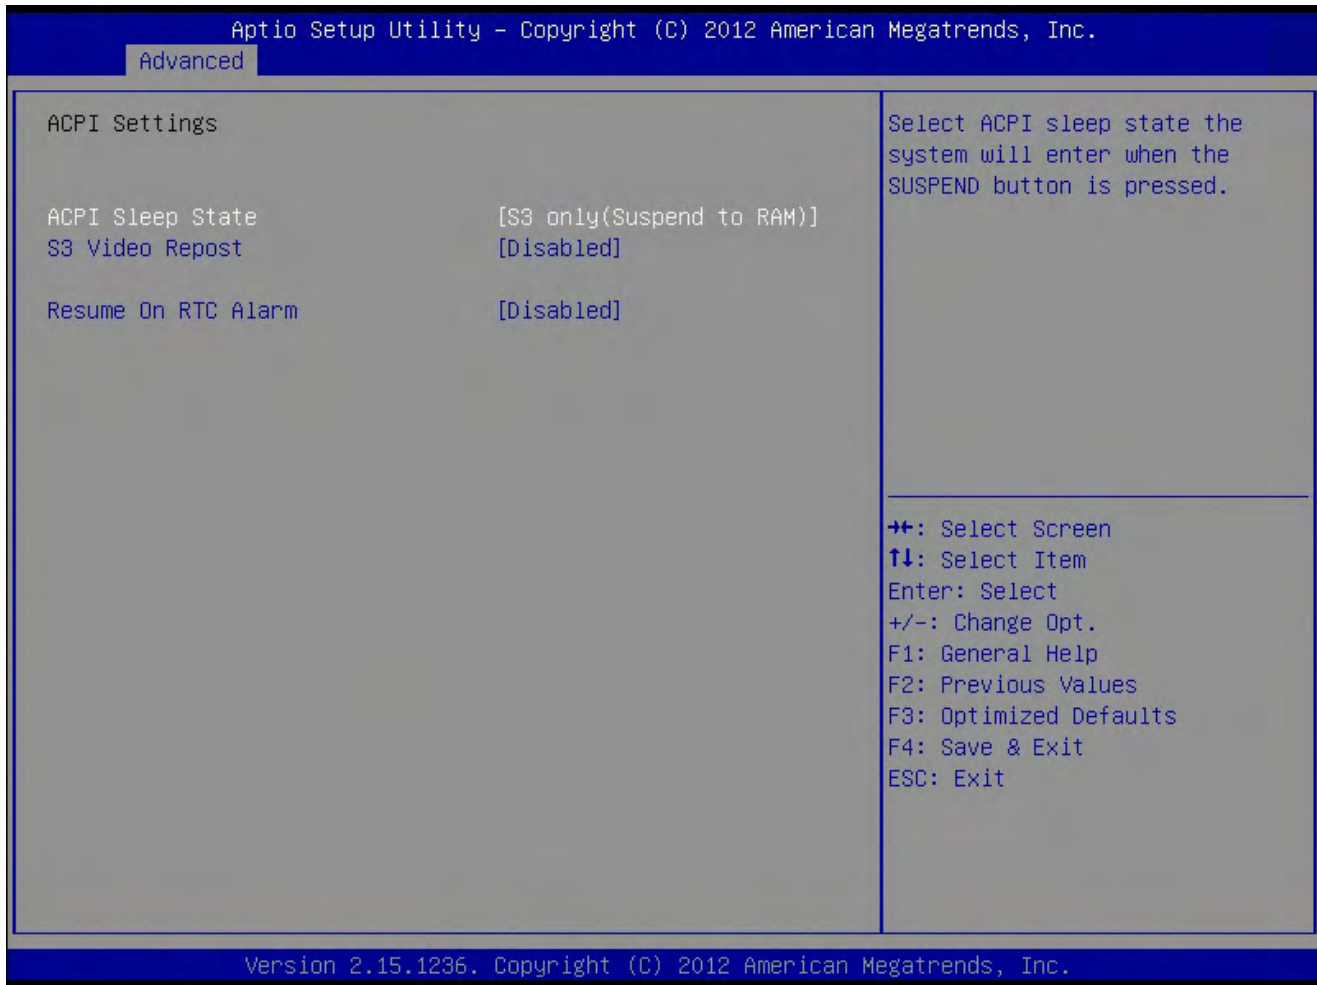 Aptio Setup Utility – Copyright (C) 2012 American Megatrends, Inc.
Advanced
ACPI Settings
ACPI Sleep State [S3 only(Suspend to RAM)]
S3 Video Repost [Disabled]
Resume On RTC Alarm [Disabled]
Select ACPI sleep state the
system will enter when the
SUSPEND button is pressed.
→←: Select Screen
↑↓: Select Item
Enter: Select
+/-: Change Opt.
F1: General Help
F2: Previous Values
F3: Optimized Defaults
F4: Save & Exit
ESC: Exit
Version 2.15.1236. Copyright (C) 2012 American Megatrends, Inc.